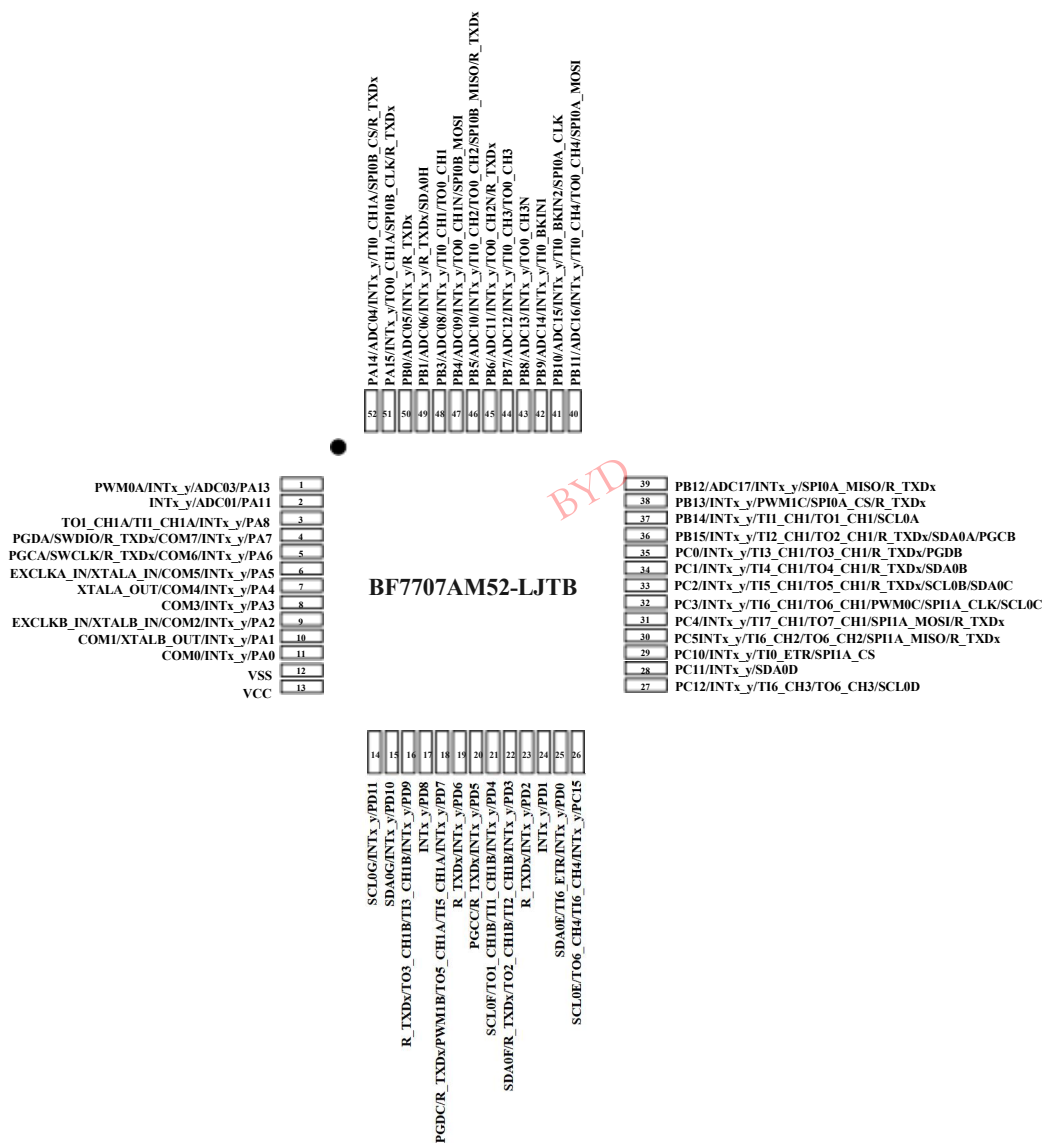 PA14/ADC04/INTx_y/TI0_CH1A/SPI0B_CS/R_TXDx
PA15/INTx_y/TO0_CH1A/SPI0B_CLK/R_TXDx
PB0/ADC05/INTx_y/R_TXDx
PB1/ADC06/INTx_y/R_TXDx/SDA0H
PB3/ADC08/INTx_y/TI0_CH1/TO0_CH1
PB4/ADC09/INTx_y/TO0_CH1N/SPI0B_MOSI
PB5/ADC10/INTx_y/TI0_CH2/TO0_CH2/SPI0B_MISO/R_TXDx
PB6/ADC11/INTx_y/TO0_CH2N/R_TXDx
PB7/ADC12/INTx_y/TI0_CH3/TO0_CH3
PB8/ADC13/INTx_y/TO0_CH3N
PB9/ADC14/INTx_y/TI0_BKIN1
PB10/ADC15/INTx_y/TI0_BKIN2/SPI0A_CLK
PB11/ADC16/INTx_y/TI0_CH4/TO0_CH4/SPI0A_MOSI
52 51 50 49 48 47 46 45 44 43 42 41 40
PWM0A/INTx_y/ADC03/PA13 1
INTx_y/ADC01/PA11 2
TO1_CH1A/TI1_CH1A/INTx_y/PA8 3
PGDA/SWDIO/R_TXDx/COM7/INTx_y/PA7 4
PGCA/SWCLK/R_TXDx/COM6/INTx_y/PA6 5
EXCLKA_IN/XTALA_IN/COM5/INTx_y/PA5 6
XTALA_OUT/COM4/INTx_y/PA4 7
COM3/INTx_y/PA3 8
EXCLKB_IN/XTALB_IN/COM2/INTx_y/PA2 9
COM1/XTALB_OUT/INTx_y/PA1 10
COM0/INTx_y/PA0 11
VSS 12
VCC 13
BYD
BF7707AM52-LJTB
39 PB12/ADC17/INTx_y/SPI0A_MISO/R_TXDx
38 PB13/INTx_y/PWM1C/SPI0A_CS/R_TXDx
37 PB14/INTx_y/TI1_CH1/TO1_CH1/SCL0A
36 PB15/INTx_y/TI2_CH1/TO2_CH1/R_TXDx/SDA0A/PGCB
35 PC0/INTx_y/TI3_CH1/TO3_CH1/R_TXDx/PGDB
34 PC1/INTx_y/TI4_CH1/TO4_CH1/R_TXDx/SDA0B
33 PC2/INTx_y/TI5_CH1/TO5_CH1/R_TXDx/SCL0B/SDA0C
32 PC3/INTx_y/TI6_CH1/TO6_CH1/PWM0C/SPI1A_CLK/SCL0C
31 PC4/INTx_y/TI7_CH1/TO7_CH1/SPI1A_MOSI/R_TXDx
30 PC5INTx_y/TI6_CH2/TO6_CH2/SPI1A_MISO/R_TXDx
29 PC10/INTx_y/TI0_ETR/SPI1A_CS
28 PC11/INTx_y/SDA0D
27 PC12/INTx_y/TI6_CH3/TO6_CH3/SCL0D
14 15 16 17 18 19 20 21 22 23 24 25 26
SCL0G/INTx_y/PD11
SDA0G/INTx_y/PD10
R_TXDx/TO3_CH1B/TI3_CH1B/INTx_y/PD9
INTx_y/PD8
PGDC/R_TXDx/PWM1B/TO5_CH1A/TI5_CH1A/INTx_y/PD7
R_TXDx/INTx_y/PD6
PGCC/R_TXDx/INTx_y/PD5
SCL0F/TO1_CH1B/TI1_CH1B/INTx_y/PD4
SDA0F/R_TXDx/TO2_CH1B/TI2_CH1B/INTx_y/PD3
R_TXDx/INTx_y/PD2
INTx_y/PD1
SDA0E/TI6_ETR/INTx_y/PD0
SCL0E/TO6_CH4/TI6_CH4/INTx_y/PC15